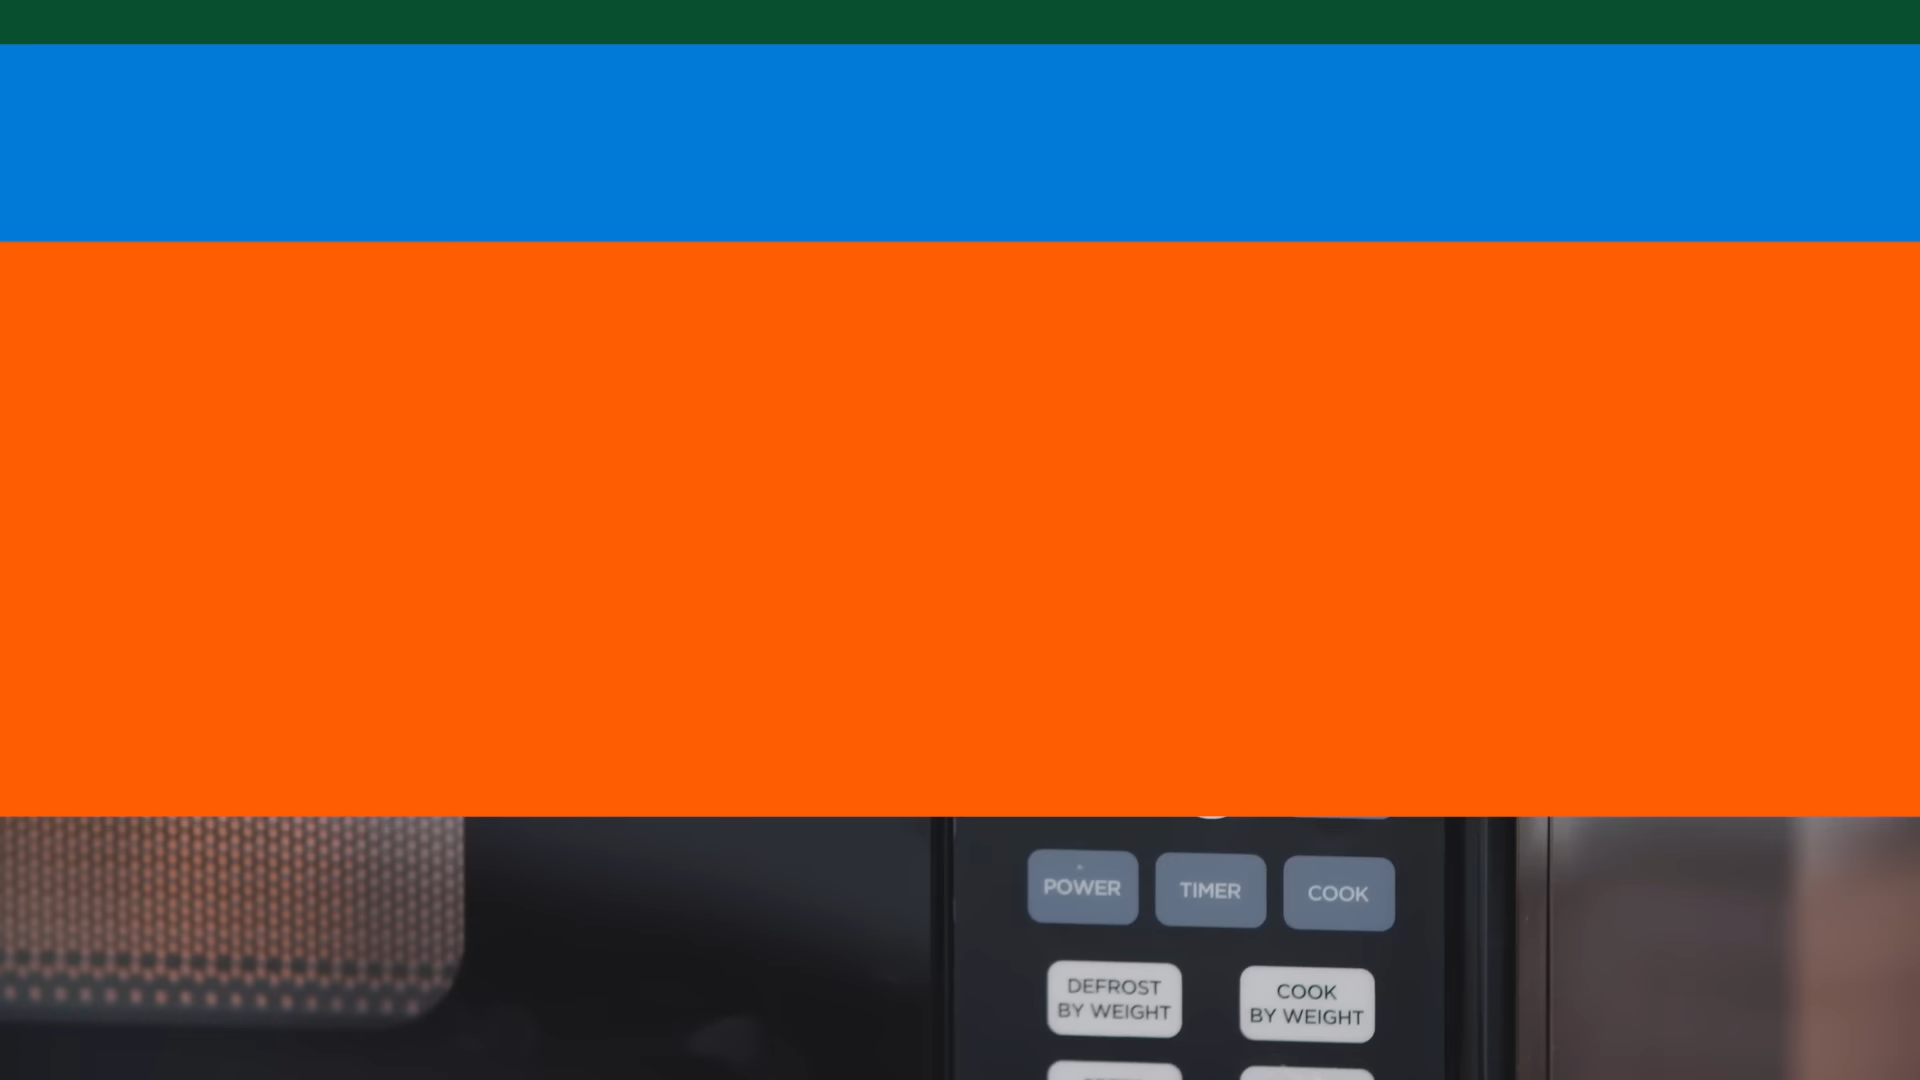 POWER
TIMER
COOK
DEFROST
BY WEIGHT
COOK
BY WEIGHT